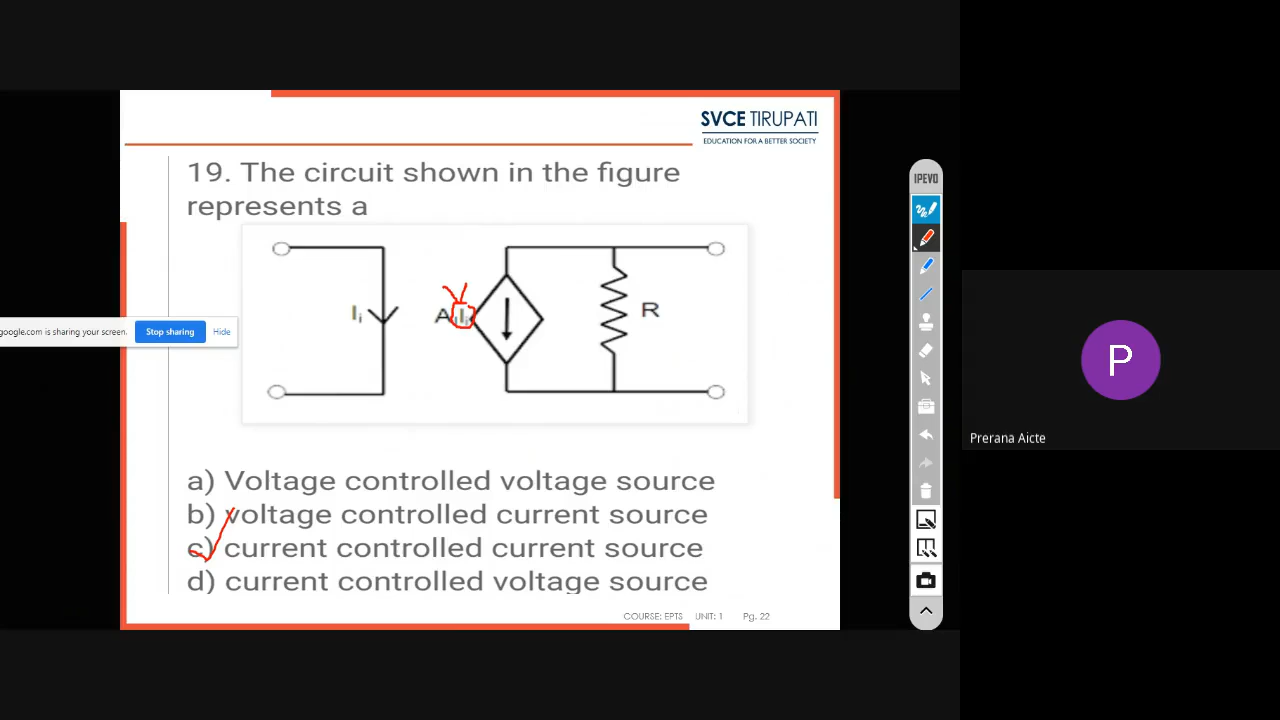 SVCE TIRUPATI
EDUCATION FOR A BETTER SOCIETY
IPEVO
19. The circuit shown in the figure
represents a
Iᵢ
AᵢIᵢ
R
google.com is sharing your screen.
Stop sharing
Hide
P
Prerana Aicte
a) Voltage controlled voltage source
b) voltage controlled current source
c) current controlled current source
d) current controlled voltage source
COURSE: EPTS UNIT: 1 Pg. 22